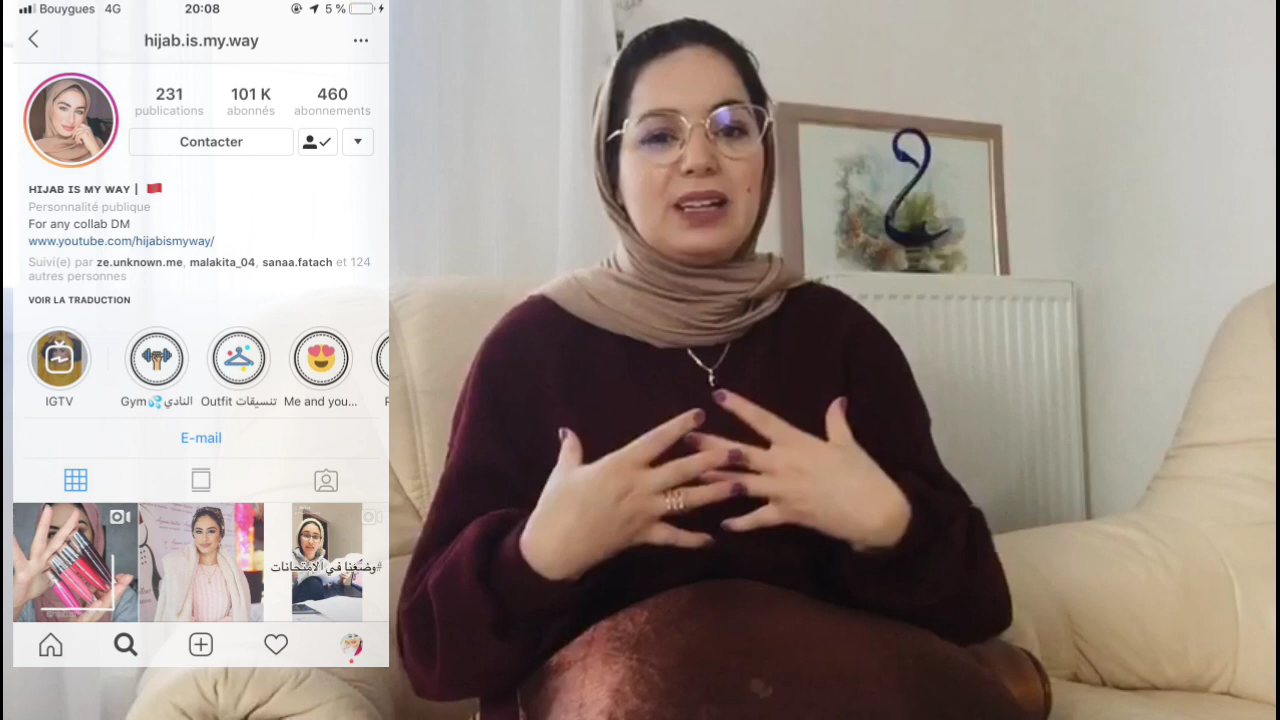 Bouygues 4G 20:08 5 %
hijab.is.my.way
231 101 K 460
publications abonnés abonnements
Contacter
HIJAB IS MY WAY |
Personnalité publique
For any collab DM
www.youtube.com/hijabismyway/
Suivi(e) par ze.unknown.me, malakita_04, sanaa.fatach et 124
autres personnes
VOIR LA TRADUCTION
IGTV Gym النادي Outfit تنسيقات Me and you...
E-mail
#وضعنا في الامتحانات